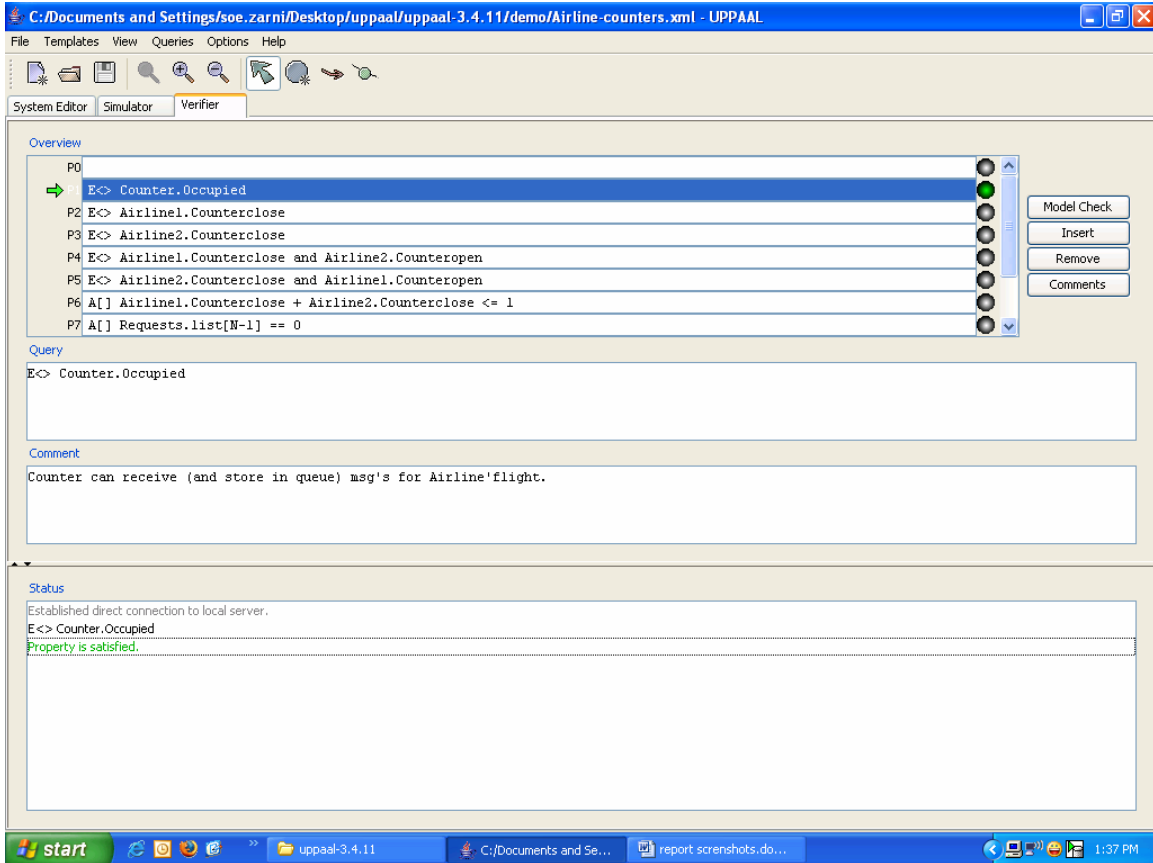 C:/Documents and Settings/soe.zarni/Desktop/uppaal/uppaal-3.4.11/demo/Airline-counters.xml - UPPAAL
File Templates View Queries Options Help
System Editor Simulator Verifier
Overview
P0
P1 E<> Counter.Occupied
P2 E<> Airline1.Counterclose
P3 E<> Airline2.Counterclose
P4 E<> Airline1.Counterclose and Airline2.Counteropen
P5 E<> Airline2.Counterclose and Airline1.Counteropen
P6 A[] Airline1.Counterclose + Airline2.Counterclose <= 1
P7 A[] Requests.list[N-1] == 0
Model Check
Insert
Remove
Comments
Query
E<> Counter.Occupied
Comment
Counter can receive (and store in queue) msg's for Airline'flight.
Status
Established direct connection to local server.
E<> Counter.Occupied
Property is satisfied.
start uppaal-3.4.11 C:/Documents and Se... report screnshots.do... 1:37 PM